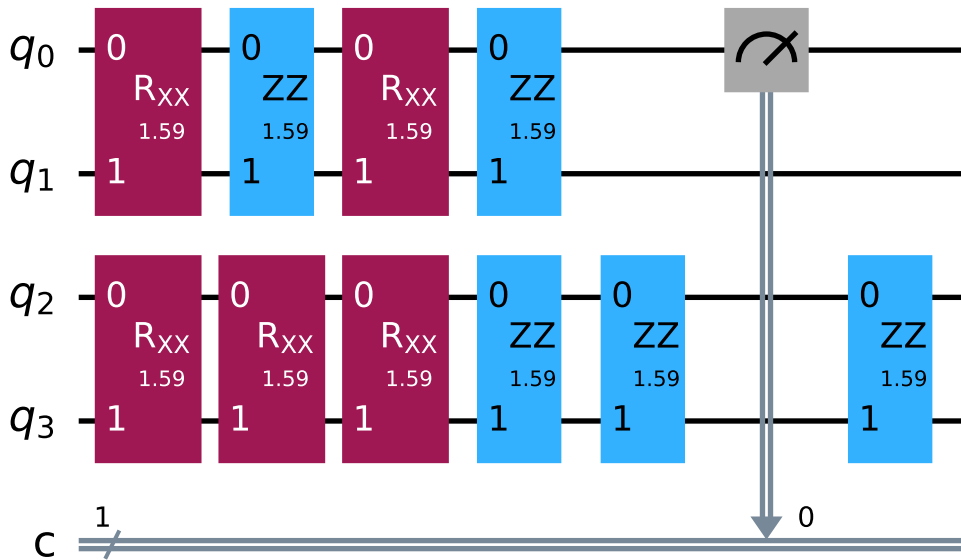 q0 0 0 0 0
RXX ZZ RXX ZZ
1.59 1.59 1.59 1.59
q1 1 1 1 1
q2 0 0 0 0 0 0
RXX RXX RXX ZZ ZZ ZZ
1.59 1.59 1.59 1.59 1.59 1.59
q3 1 1 1 1 1 1
1 0
c